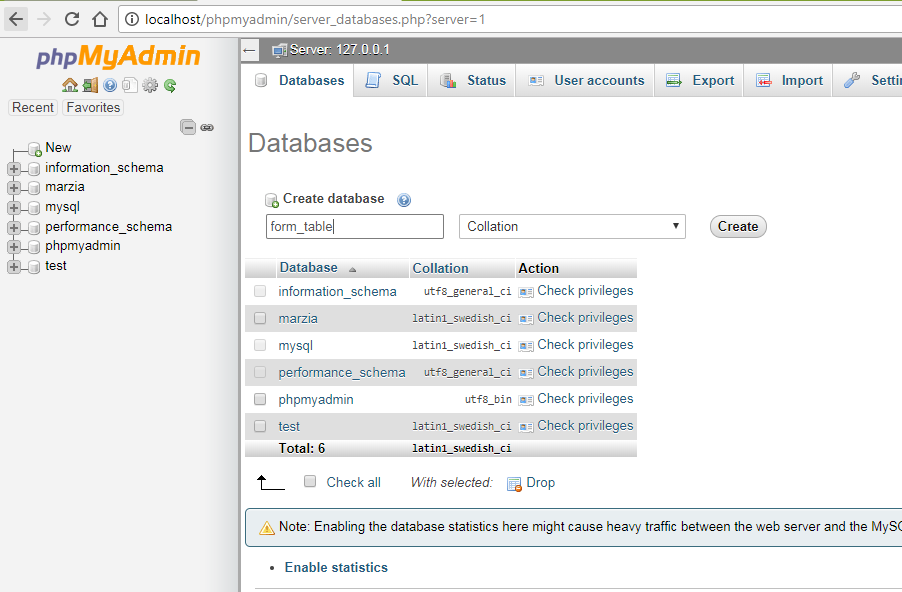 localhost/phpmyadmin/server_databases.php?server=1
phpMyAdmin
Recent Favorites
New
information_schema
marzia
mysql
performance_schema
phpmyadmin
test
Server: 127.0.0.1
Databases SQL Status User accounts Export Import Setti
Databases
Create database
form_table Collation Create
Database Collation Action
information_schema utf8_general_ci Check privileges
marzia latin1_swedish_ci Check privileges
mysql latin1_swedish_ci Check privileges
performance_schema utf8_general_ci Check privileges
phpmyadmin utf8_bin Check privileges
test latin1_swedish_ci Check privileges
Total: 6 latin1_swedish_ci
Check all With selected: Drop
Note: Enabling the database statistics here might cause heavy traffic between the web server and the MySQ
• Enable statistics